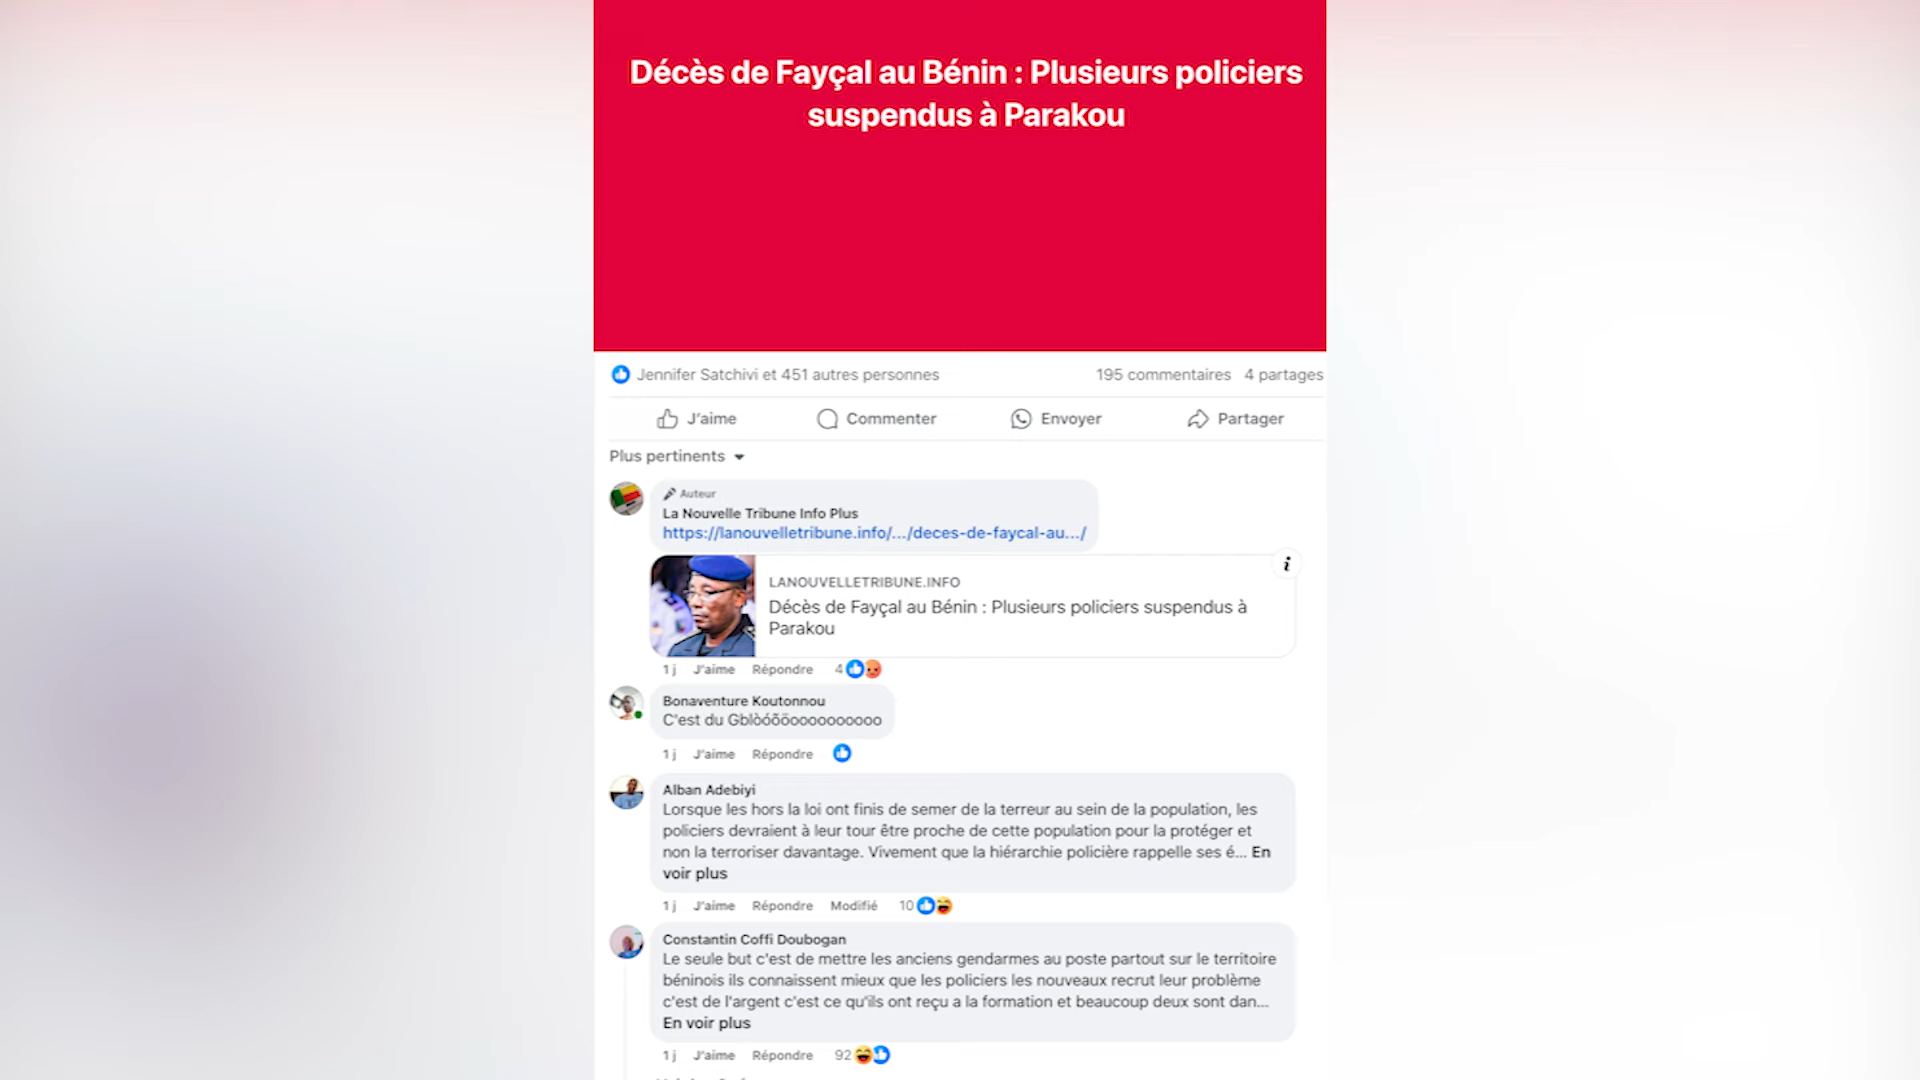 Décès de Fayçal au Bénin : Plusieurs policiers
suspendus à Parakou
Jennifer Satchivi et 451 autres personnes 195 commentaires 4 partages
J'aime Commenter Envoyer Partager
Plus pertinents
Auteur
La Nouvelle Tribune Info Plus
https://lanouvelletribune.info/.../deces-de-faycal-au.../
LANOUVELLETRIBUNE.INFO
Décès de Fayçal au Bénin : Plusieurs policiers suspendus à
Parakou
1 j J'aime Répondre 4
Bonaventure Koutonnou
C'est du Gblòóõōooooooooooo
1 j J'aime Répondre
Alban Adebiyi
Lorsque les hors la loi ont finis de semer de la terreur au sein de la population, les
policiers devraient à leur tour être proche de cette population pour la protéger et
non la terroriser davantage. Vivement que la hiérarchie policière rappelle ses é... En
voir plus
1 j J'aime Répondre Modifié 10
Constantin Coffi Doubogan
Le seule but c'est de mettre les anciens gendarmes au poste partout sur le territoire
béninois ils connaissent mieux que les policiers les nouveaux recrut leur problème
c'est de l'argent c'est ce qu'ils ont reçu a la formation et beaucoup deux sont dan...
En voir plus
1 j J'aime Répondre 92